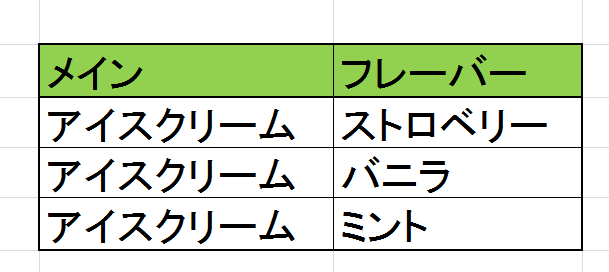 メイン フレーバー
アイスクリーム ストロベリー
アイスクリーム バニラ
アイスクリーム ミント